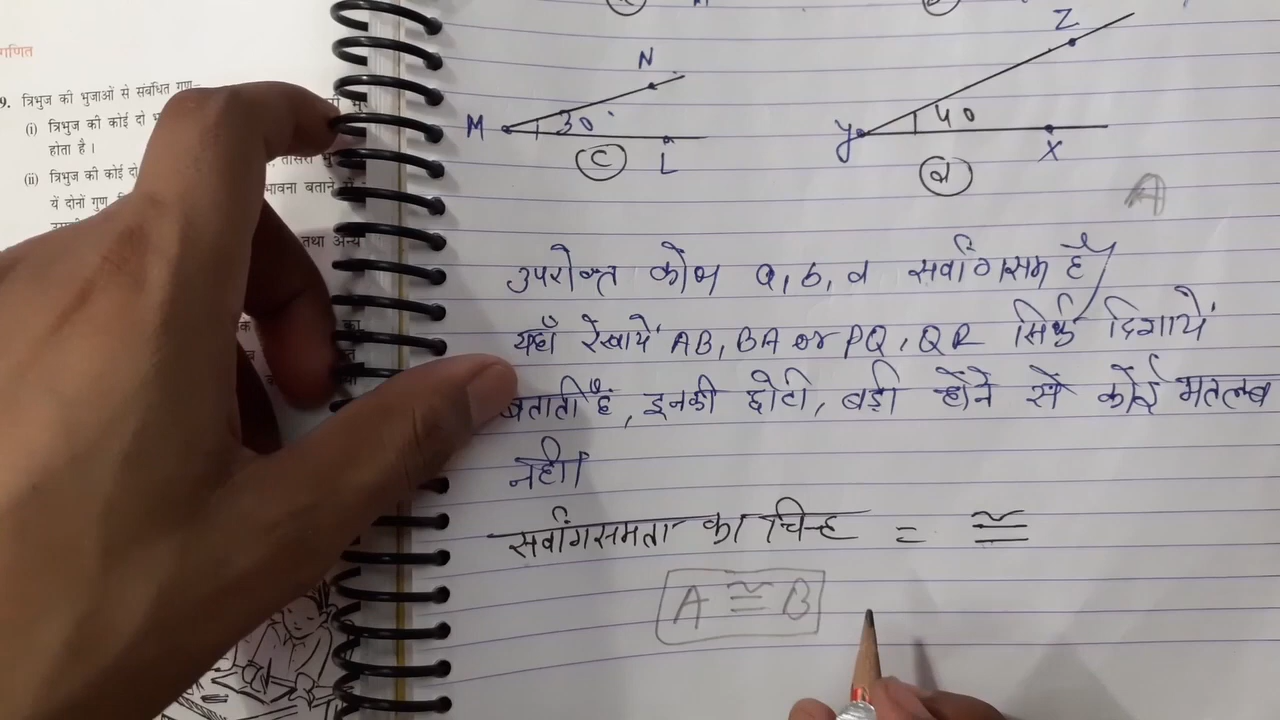 गणित
9. त्रिभुज की भुजाओं से संबंधित गुण–
(i) त्रिभुज की कोई दो
होता है।
(ii) त्रिभुज की कोई दो
ये दोनों गुण
तथा अन्य
N
M 30°
L
c
Z
Y 40
X
d
A
उपरोक्त कोण a, b, d सर्वांगसम हैं
यहाँ रेखायें AB, BA or PQ, QR सिर्फ दिशायें
बताती हैं, इनकी छोटी, बड़ी होने से कोई मतलब
नहीं।
सर्वांगसमता का चिन्ह = ≅
A ≅ B